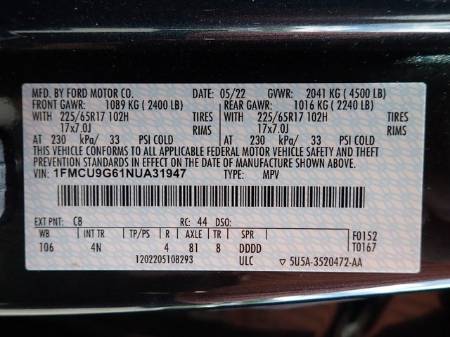 MFD. BY FORD MOTOR CO. 05/22 GVWR: 2041 KG ( 4500 LB)
FRONT GAWR: 1089 KG ( 2400 LB) REAR GAWR: 1016 KG ( 2240 LB)
225/65R17 102H TIRES 225/65R17 102H TIRES
17x7.0J RIMS 17x7.0J RIMS
AT 230 kPa/ 33 PSI COLD AT 230 kPa/ 33 PSI COLD
THIS VEHICLE CONFORMS TO ALL APPLICABLE FEDERAL MOTOR VEHICLE SAFETY AND
BUMPER AND THEFT PREVENTION STANDARDS IN EFFECT ON THE DATE OF MANUFACTURE SHOWN ABOVE.
VIN: 1FMCU9G61NUA31947 TYPE: MPV
EXT PNT: CB RC: 44 DSO: F0152
WB INT TR TP/PS R AXLE TR SPR T0167
106 4N 4 81 8 DDDD
1202205108293 ULC ▽ 5U5A-3520472-AA